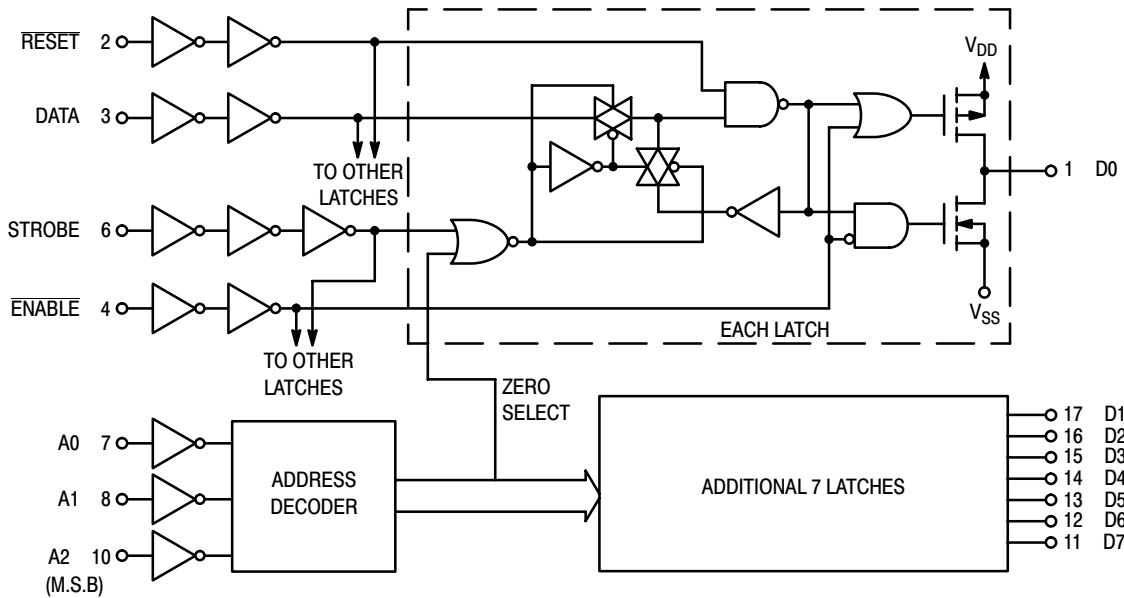 RESET 2
V_DD
DATA 3
TO OTHER
LATCHES
1 D0
STROBE 6
ENABLE 4
V_SS
EACH LATCH
TO OTHER
LATCHES
ZERO
SELECT
A0 7
A1 8
A2 10
(M.S.B)
ADDRESS
DECODER
ADDITIONAL 7 LATCHES
17 D1
16 D2
15 D3
14 D4
13 D5
12 D6
11 D7